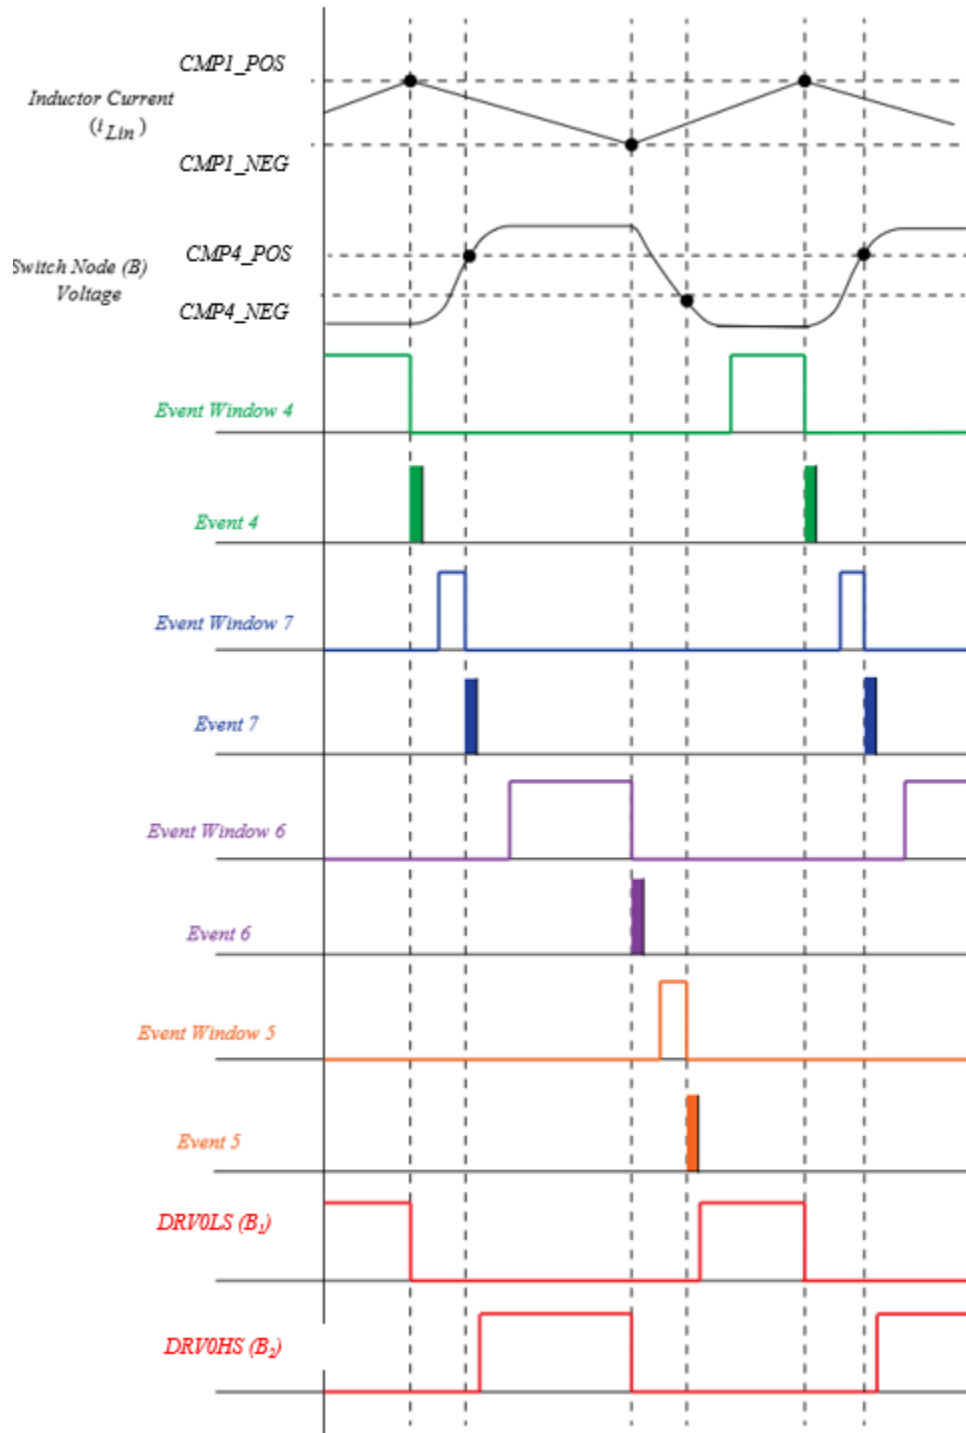 CMP1_POS
Inductor Current
(i Lin )
CMP1_NEG
CMP4_POS
Switch Node (B)
Voltage
CMP4_NEG
Event Window 4
Event 4
Event Window 7
Event 7
Event Window 6
Event 6
Event Window 5
Event 5
DRV0LS (B₁)
DRV0HS (B₂)